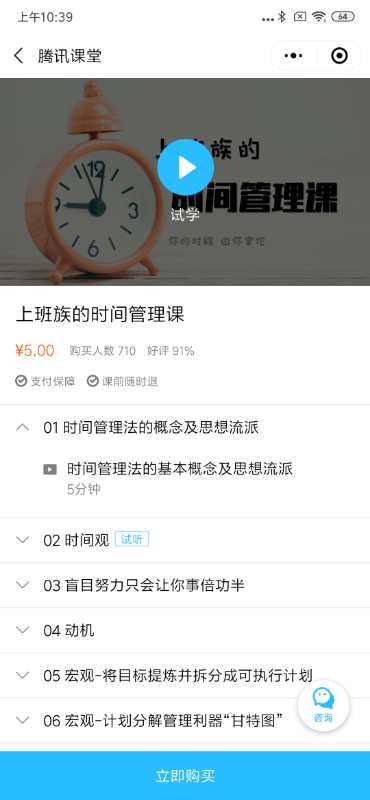 上午10:39
64
腾讯课堂
上班族的
时间管理课
试学
你的时间 由你掌控
上班族的时间管理课
¥5.00 购买人数 710 好评 91%
支付保障 课前随时退
01 时间管理法的概念及思想流派
时间管理法的基本概念及思想流派
5分钟
02 时间观 试听
03 盲目努力只会让你事倍功半
04 动机
05 宏观-将目标提炼并拆分成可执行计划
06 宏观-计划分解管理利器“甘特图”
咨询
立即购买